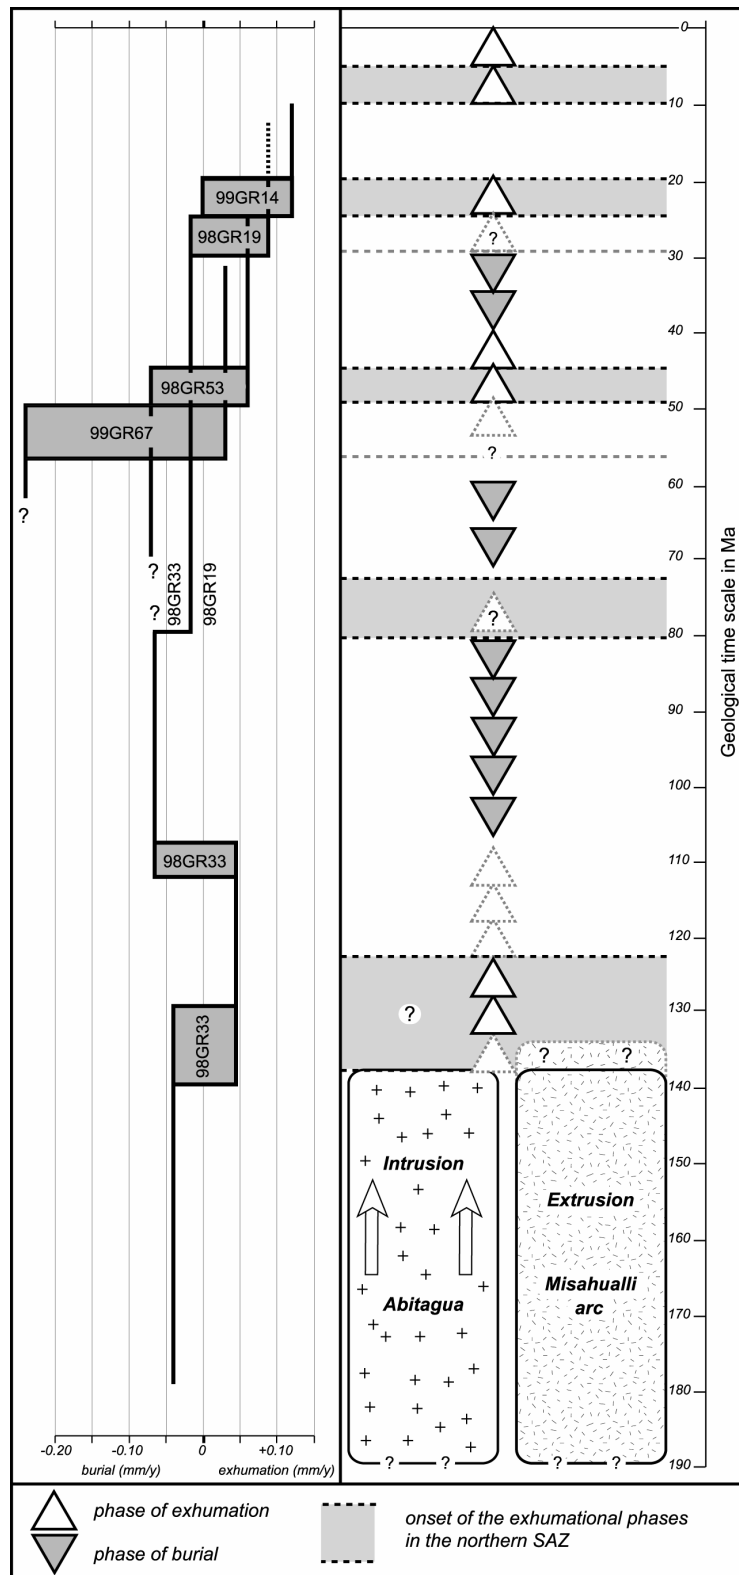 0
10
99GR14
20
98GR19
?
30
40
98GR53
99GR67
50
?
60
?
70
?
98GR33
98GR19
?
?
80
90
100
98GR33
110
120
98GR33
?
130
?
?
140
Intrusion
150
Extrusion
160
Misahualli
arc
Abitagua
170
180
? ?
? ?
190
Geological time scale in Ma
-0.20
-0.10
0
+0.10
burial (mm/y)
exhumation (mm/y)
phase of exhumation
phase of burial
onset of the exhumational phases
in the northern SAZ